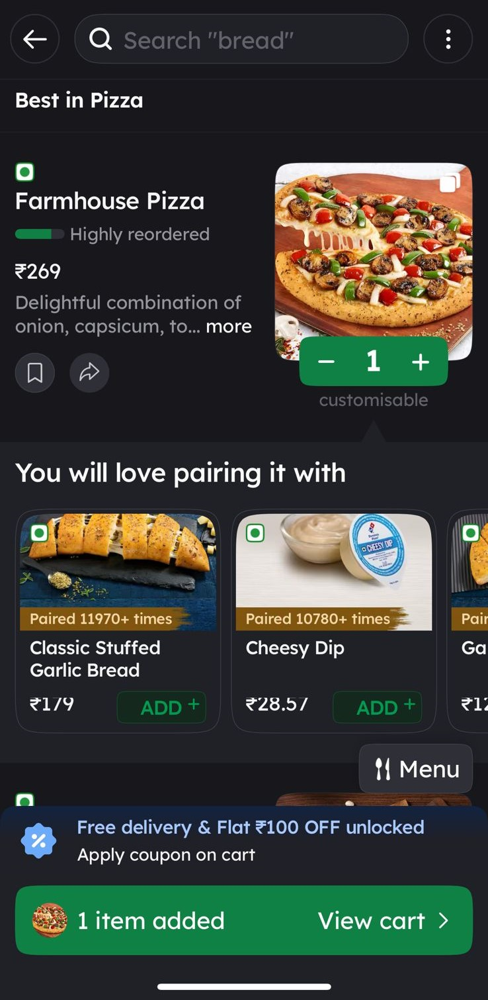 Search "bread"
Best in Pizza
Farmhouse Pizza
Highly reordered
₹269
Delightful combination of
onion, capsicum, to... more
1
customisable
You will love pairing it with
CHEESY DIP
Paired 11970+ times
Paired 10780+ times
Pair
Classic Stuffed
Garlic Bread
Cheesy Dip
Ga
₹179
ADD +
₹28.57
ADD +
₹12
Menu
Free delivery & Flat ₹100 OFF unlocked
Apply coupon on cart
1 item added
View cart